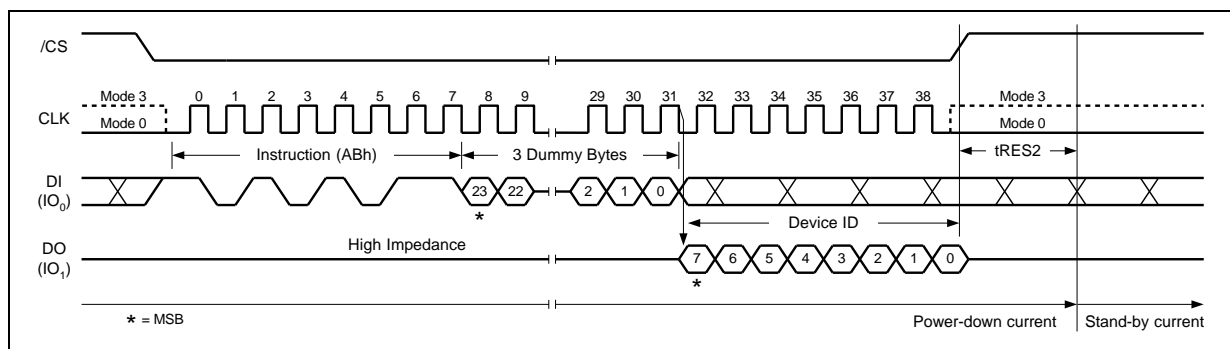 /CS
Mode 3
0 1 2 3 4 5 6 7 8 9 29 30 31 32 33 34 35 36 37 38
Mode 3
CLK
Mode 0
Mode 0
Instruction (ABh)
3 Dummy Bytes
tRES2
DI
(IO0)
23 22 2 1 0
*
Device ID
High Impedance
DO
(IO1)
7 6 5 4 3 2 1 0
*
* = MSB
Power-down current
Stand-by current